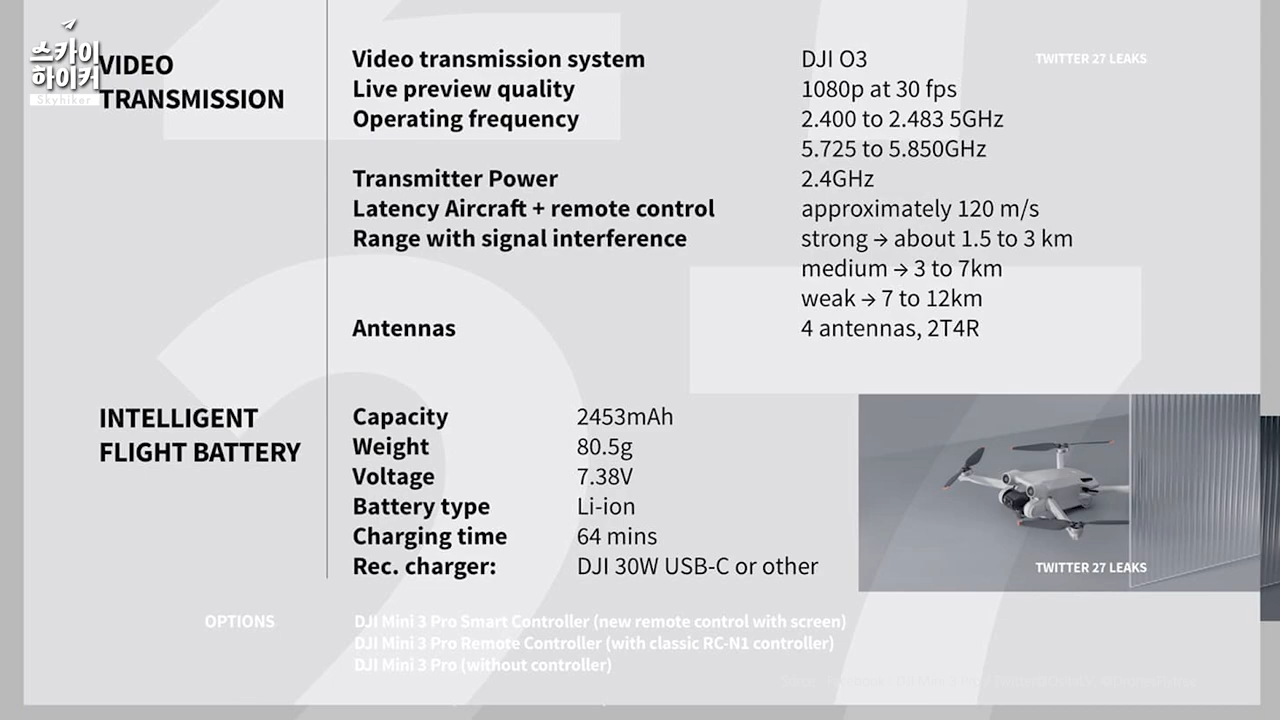 스카이
하이커
Skyhiker
VIDEO
TRANSMISSION
Video transmission system DJI O3
Live preview quality 1080p at 30 fps
Operating frequency 2.400 to 2.483 5GHz
5.725 to 5.850GHz
Transmitter Power 2.4GHz
Latency Aircraft + remote control approximately 120 m/s
Range with signal interference strong → about 1.5 to 3 km
medium → 3 to 7km
weak → 7 to 12km
Antennas 4 antennas, 2T4R
TWITTER 27 LEAKS
INTELLIGENT
FLIGHT BATTERY
Capacity 2453mAh
Weight 80.5g
Voltage 7.38V
Battery type Li-ion
Charging time 64 mins
Rec. charger: DJI 30W USB-C or other
TWITTER 27 LEAKS
OPTIONS
DJI Mini 3 Pro Smart Controller (new remote control with screen)
DJI Mini 3 Pro Remote Controller (with classic RC-N1 controller)
DJI Mini 3 Pro (without controller)